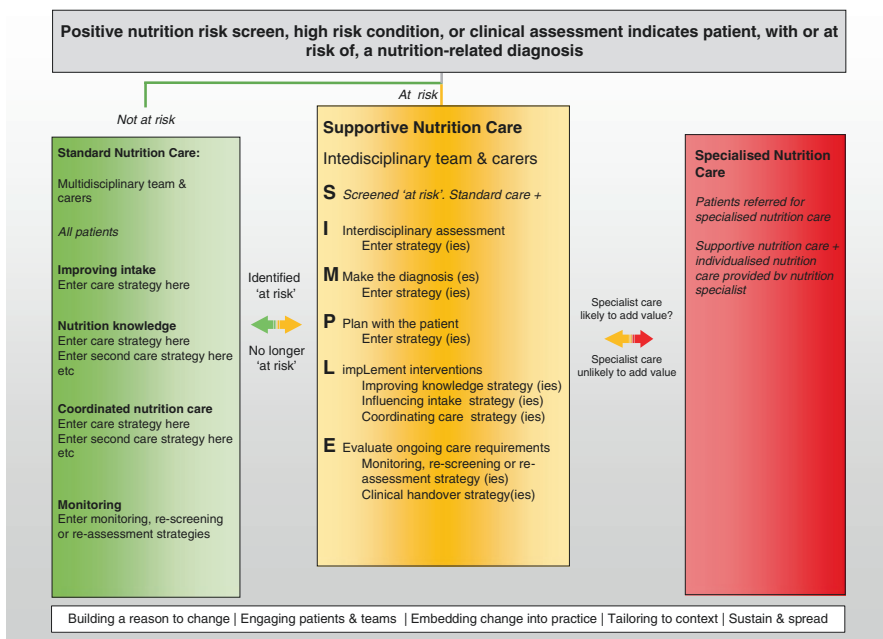 Positive nutrition risk screen, high risk condition, or clinical assessment indicates patient, with or at
risk of, a nutrition-related diagnosis
Not at risk
At risk
Standard Nutrition Care:
Multidisciplinary team &
carers
All patients
Improving intake
Enter care strategy here
Nutrition knowledge
Enter care strategy here
Enter second care strategy here
etc
Coordinated nutrition care
Enter care strategy here
Enter second care strategy here
etc
Monitoring
Enter monitoring, re-screening
or re-assessment strategies
Identified
‘at risk’
No longer
‘at risk’
Supportive Nutrition Care
Intedisciplinary team & carers
S Screened ‘at risk’. Standard care +
I Interdisciplinary assessment
Enter strategy (ies)
M Make the diagnosis (es)
Enter strategy (ies)
P Plan with the patient
Enter strategy (ies)
L impLement interventions
Improving knowledge strategy (ies)
Influencing intake strategy (ies)
Coordinating care strategy (ies)
E Evaluate ongoing care requirements
Monitoring, re-screening or re-
assessment strategy (ies)
Clinical handover strategy(ies)
Specialist care
likely to add value?
Specialist care
unlikely to add value
Specialised Nutrition
Care
Patients referred for
specialised nutrition care
Supportive nutrition care +
individualised nutrition
care provided bv nutrition
specialist
Building a reason to change | Engaging patients & teams | Embedding change into practice | Tailoring to context | Sustain & spread